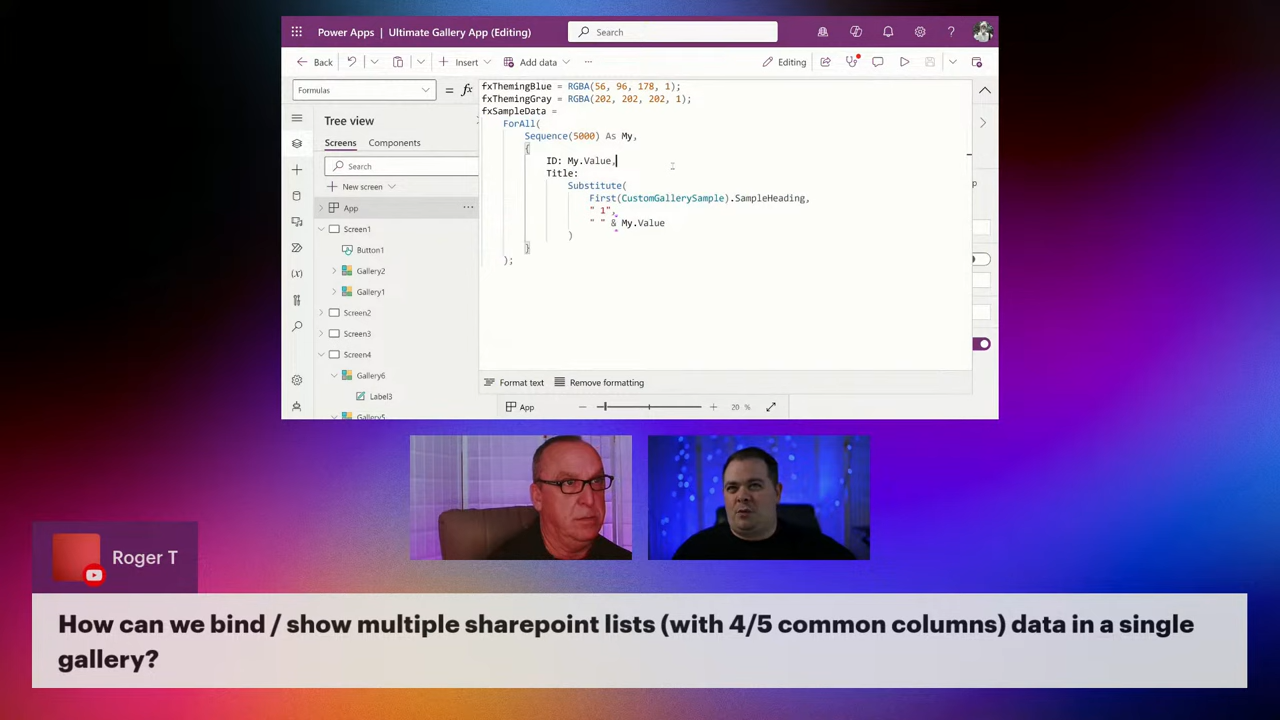 Power Apps | Ultimate Gallery App (Editing)
Search
Back
Insert
Add data
Editing
Formulas
= fx
fxThemingBlue = RGBA(56, 96, 178, 1);
fxThemingGray = RGBA(202, 202, 202, 1);
fxSampleData =
ForAll(
Sequence(5000) As My,
{
ID: My.Value,
Title:
Substitute(
First(CustomGallerySample).SampleHeading,
" 1",
" " & My.Value
)
}
);
Tree view
Screens
Components
Search
New screen
App
Screen1
Button1
Gallery2
Gallery1
Screen2
Screen3
Screen4
Gallery6
Label3
Gallery5
Format text
Remove formatting
App
20 %
Roger T
How can we bind / show multiple sharepoint lists (with 4/5 common columns) data in a single
gallery?